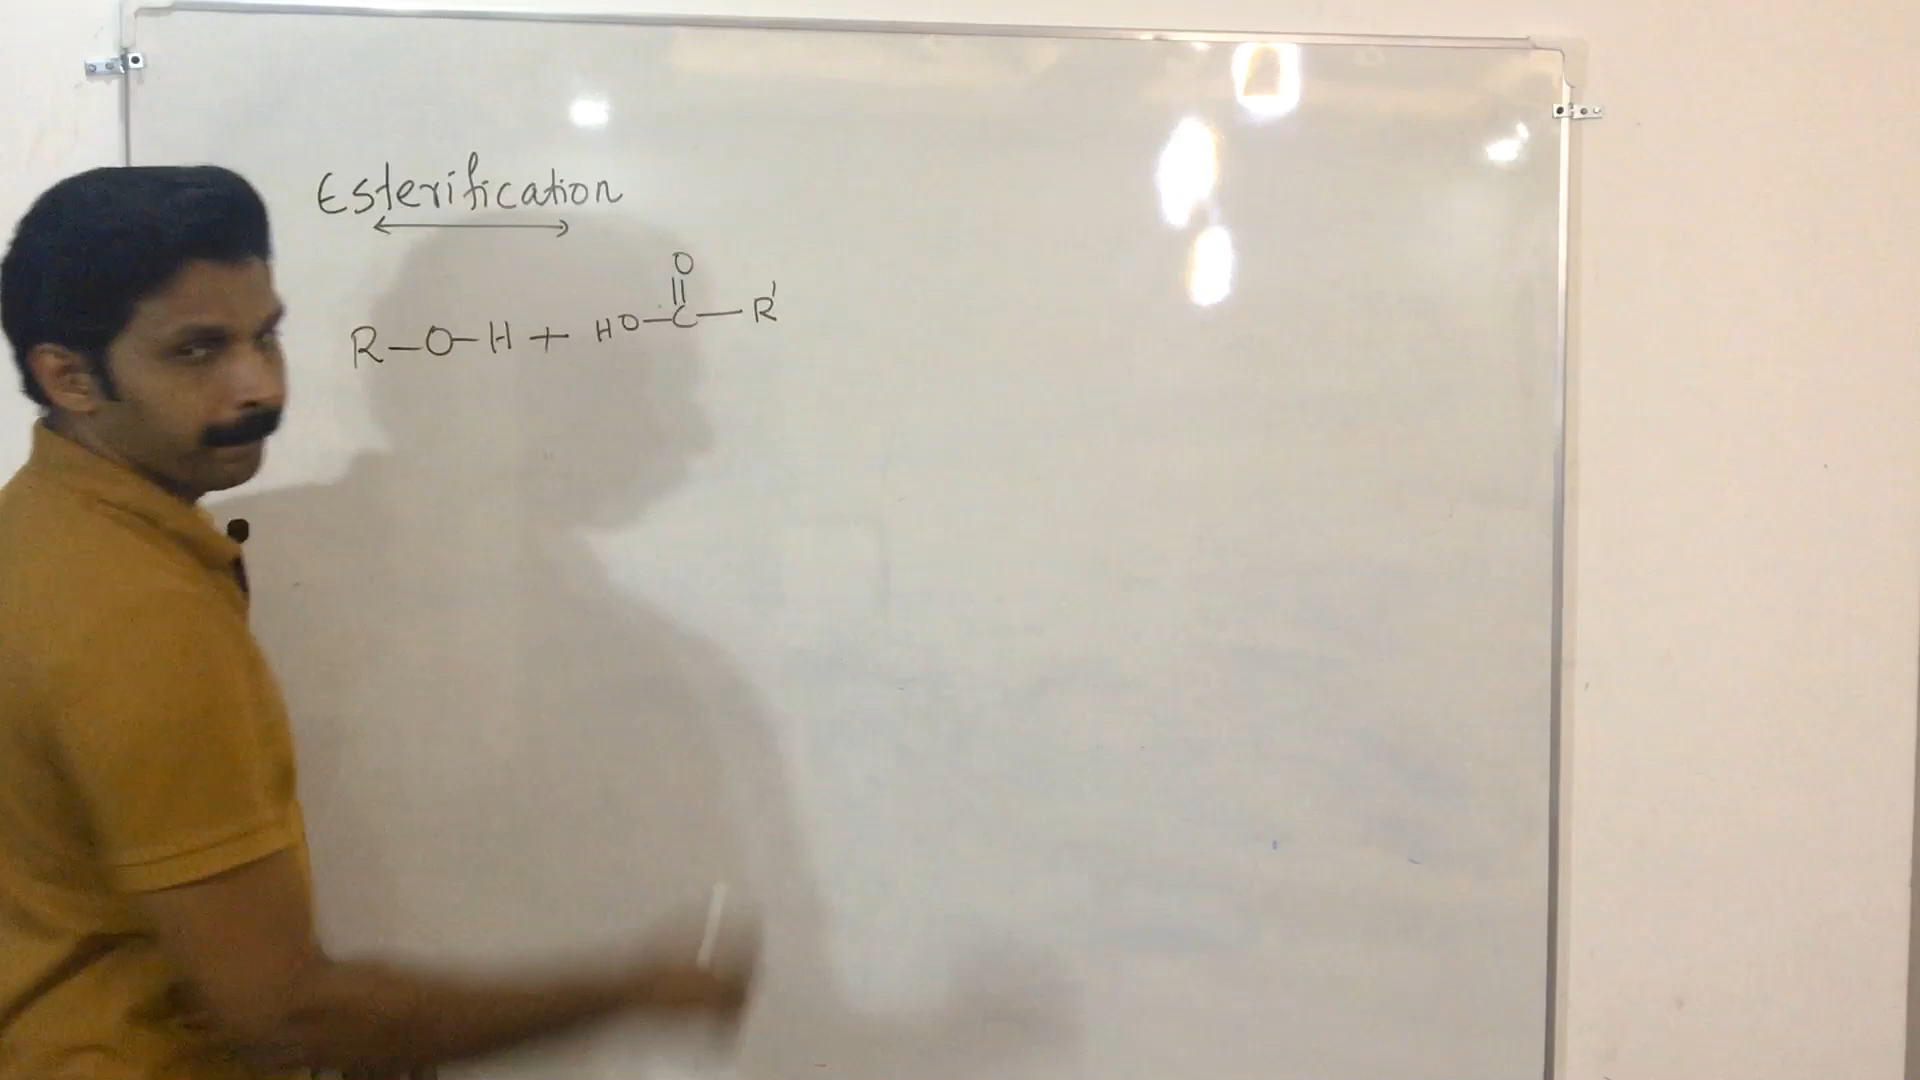 Esterification
O
||
R-O-H + HO-C-R'